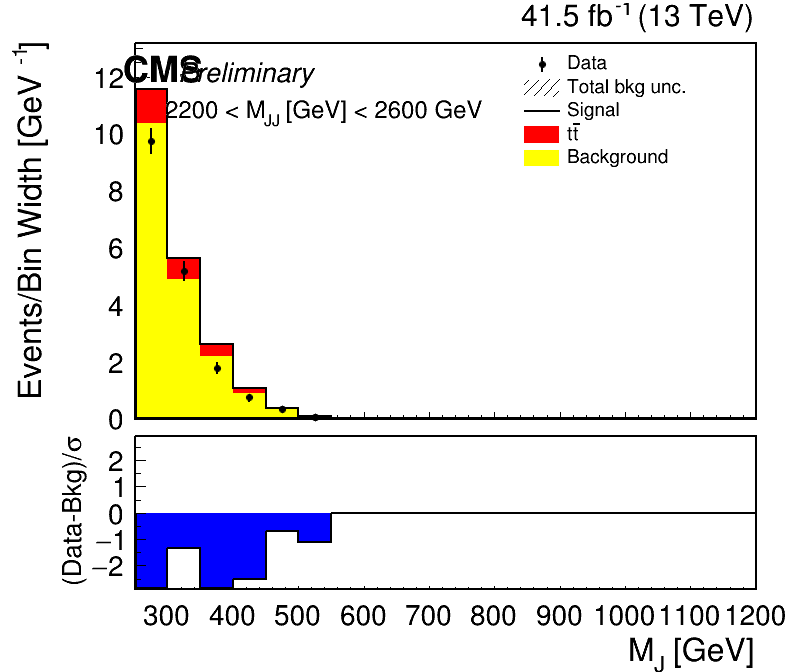 41.5 fb-1 (13 TeV)
CMS Preliminary
2200 < MJJ [GeV] < 2600 GeV
Data
Total bkg unc.
Signal
tt̄
Background
Events/Bin Width [GeV-1]
12
10
8
6
4
2
0
(Data-Bkg)/σ
2
1
0
−1
−2
300 400 500 600 700 800 900 1000 1100 1200
MJ [GeV]